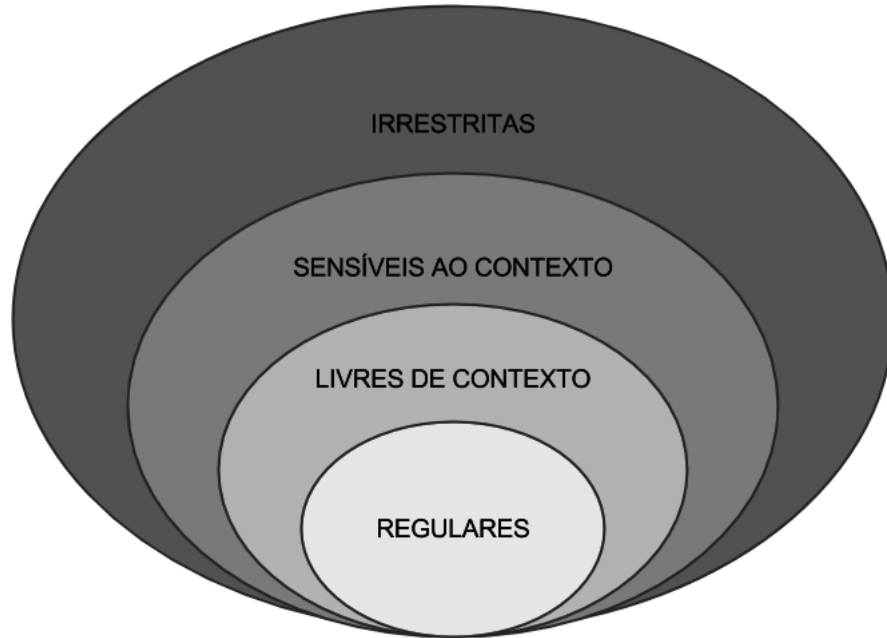 IRRESTRITAS
SENSÍVEIS AO CONTEXTO
LIVRES DE CONTEXTO
REGULARES